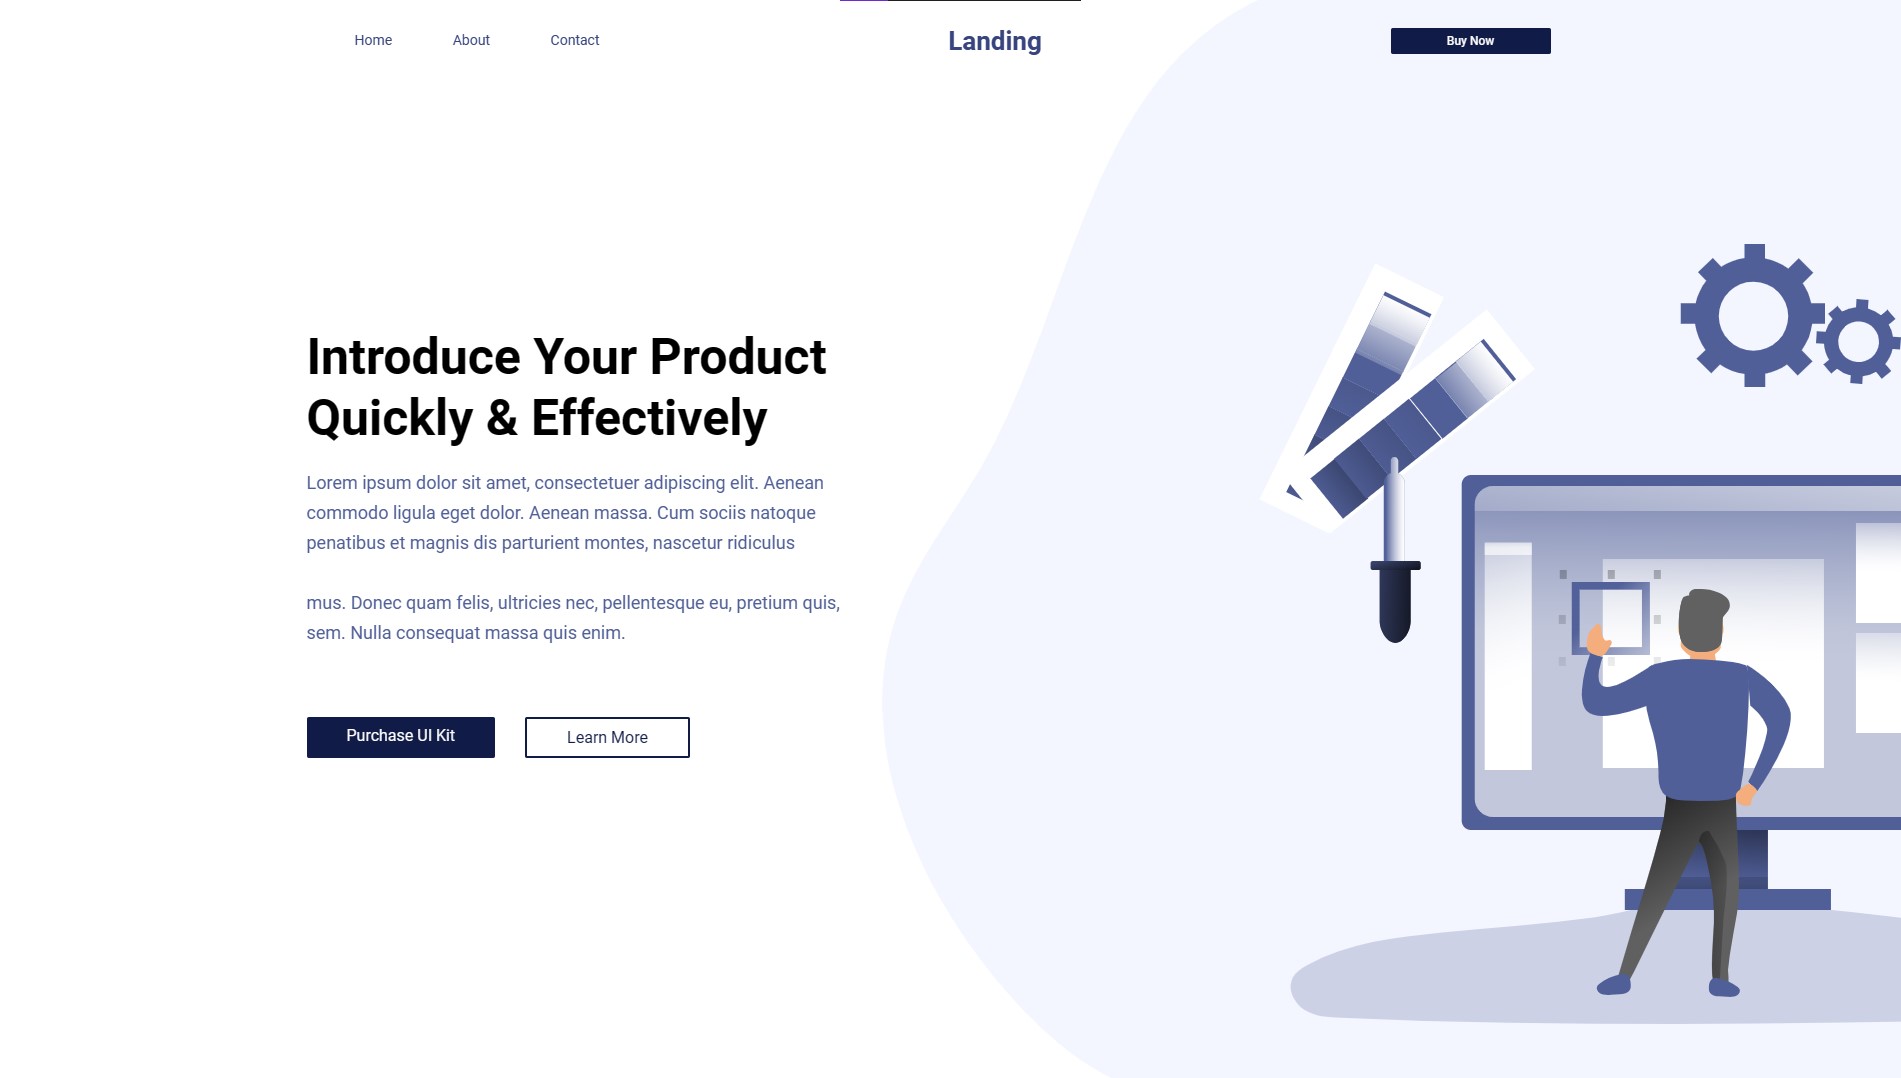 Home About Contact Landing Buy Now
Introduce Your Product
Quickly & Effectively
Lorem ipsum dolor sit amet, consectetuer adipiscing elit. Aenean
commodo ligula eget dolor. Aenean massa. Cum sociis natoque
penatibus et magnis dis parturient montes, nascetur ridiculus
mus. Donec quam felis, ultricies nec, pellentesque eu, pretium quis,
sem. Nulla consequat massa quis enim.
Purchase UI Kit Learn More